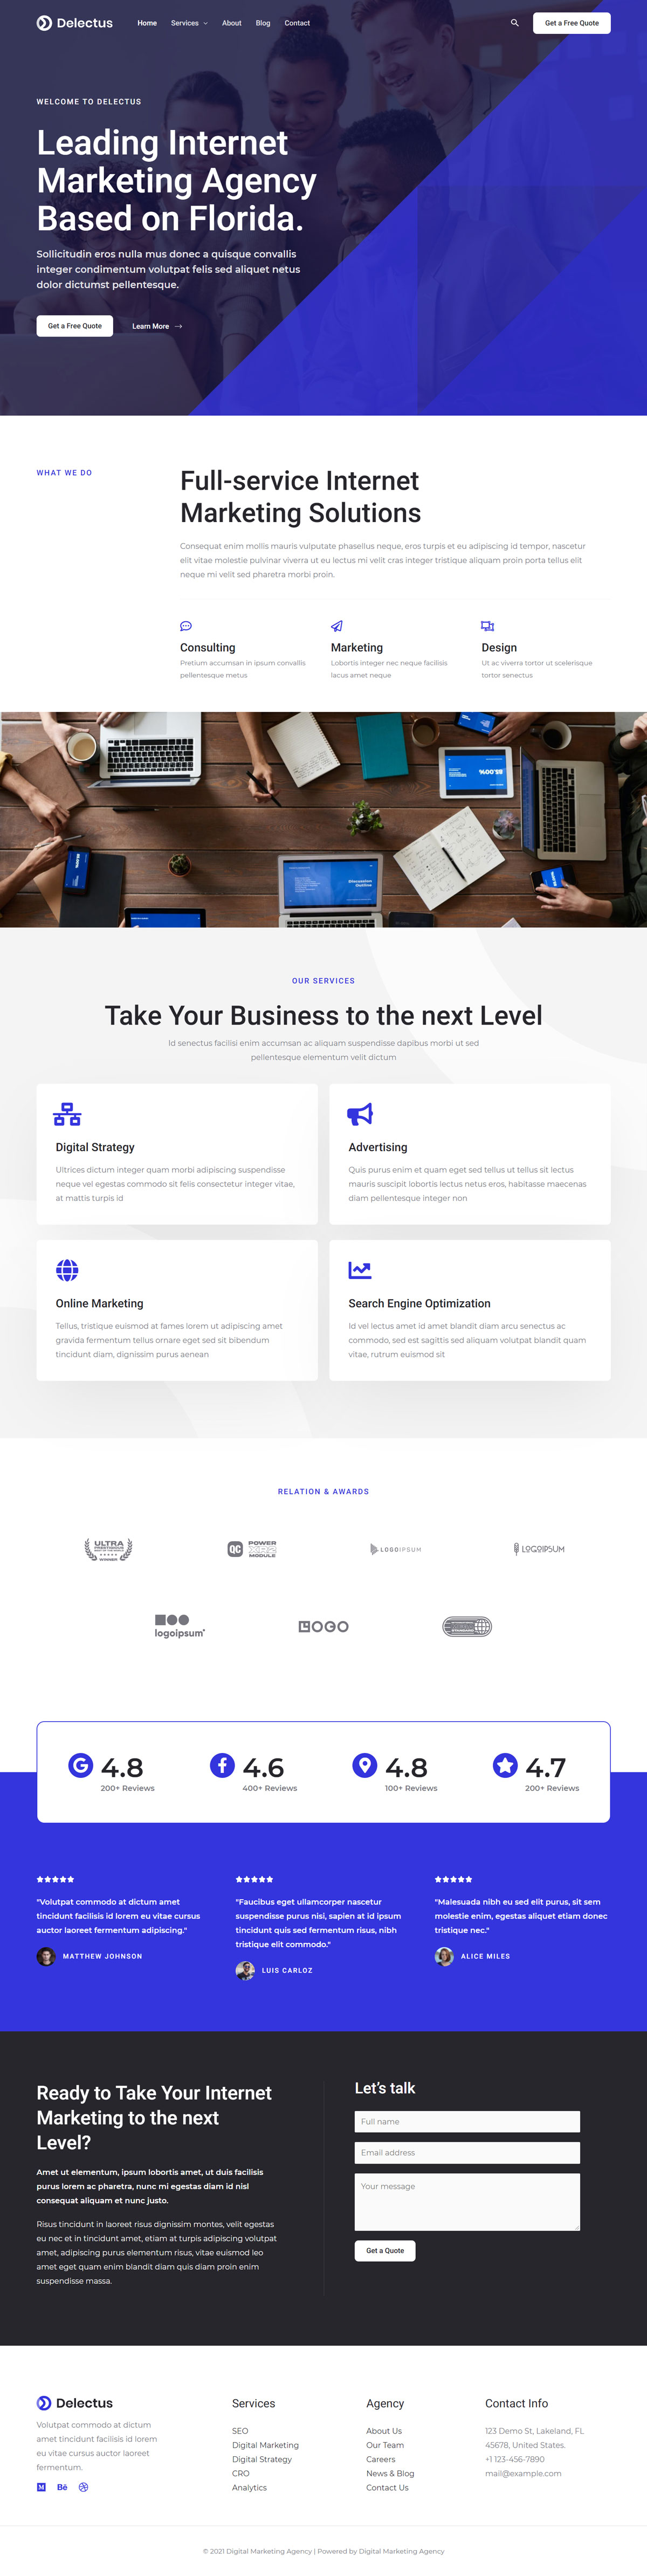 Delectus
Home Services About Blog Contact
Get a Free Quote
WELCOME TO DELECTUS
Leading Internet
Marketing Agency
Based on Florida.
Sollicitudin eros nulla mus donec a quisque convallis
integer condimentum volutpat felis sed aliquet netus
dolor dictumst pellentesque.
Get a Free Quote Learn More →
WHAT WE DO
Full-service Internet
Marketing Solutions
Consequat enim mollis mauris vulputate phasellus neque, eros turpis et eu adipiscing id tempor, nascetur
elit vitae molestie pulvinar viverra ut eu lectus mi velit cras integer tristique aliquam proin porta tellus elit
neque mi velit sed pharetra morbi proin.
Consulting
Pretium accumsan in ipsum convallis
pellentesque metus
Marketing
Lobortis integer nec neque facilisis
lacus amet neque
Design
Ut ac viverra tortor ut scelerisque
tortor senectus
85.00%
Discussion
Outline
OUR SERVICES
Take Your Business to the next Level
Id senectus facilisi enim accumsan ac aliquam suspendisse dapibus morbi ut sed
pellentesque elementum velit dictum
Digital Strategy
Ultrices dictum integer quam morbi adipiscing suspendisse
neque vel egestas commodo sit felis consectetur integer vitae,
at mattis turpis id
Advertising
Quis purus enim et quam eget sed tellus ut tellus sit lectus
mauris suscipit lobortis lectus netus eros, habitasse maecenas
diam pellentesque integer non
Online Marketing
Tellus, tristique euismod at fames lorem ut adipiscing amet
gravida fermentum tellus ornare eget sed sit bibendum
tincidunt diam, dignissim purus aenean
Search Engine Optimization
Id vel lectus amet id amet blandit diam arcu senectus ac
commodo, sed est sagittis sed aliquam volutpat blandit quam
vitae, rutrum euismod sit
RELATION & AWARDS
ULTRA
WINNER
QC POWER
MODULE
LOGOIPSUM
LOGOIPSUM
logoipsum
LOGO
4.8
200+ Reviews
4.6
400+ Reviews
4.8
100+ Reviews
4.7
200+ Reviews
"Volutpat commodo at dictum amet
tincidunt facilisis id lorem eu vitae cursus
auctor laoreet fermentum adipiscing."
MATTHEW JOHNSON
"Faucibus eget ullamcorper nascetur
suspendisse purus nisi, sapien at id ipsum
tincidunt quis sed fermentum risus, nibh
tristique elit commodo."
LUIS CARLOZ
"Malesuada nibh eu sed elit purus, sit sem
molestie enim, egestas aliquet etiam donec
tristique nec."
ALICE MILES
Ready to Take Your Internet
Marketing to the next
Level?
Amet ut elementum, ipsum lobortis amet, ut duis facilisis
purus lorem ac pharetra, nunc mi egestas diam id nisl
consequat aliquam et nunc justo.
Risus tincidunt in laoreet risus dignissim montes, velit egestas
eu nec et in tincidunt amet, etiam at turpis adipiscing volutpat
amet, adipiscing purus elementum risus, vitae euismod leo
amet eget quam enim blandit diam quis diam proin enim
suspendisse massa.
Let's talk
Full name
Email address
Your message
Get a Quote
Delectus
Volutpat commodo at dictum
amet tincidunt facilisis id lorem
eu vitae cursus auctor laoreet
fermentum.
Services
SEO
Digital Marketing
Digital Strategy
CRO
Analytics
Agency
About Us
Our Team
Careers
News & Blog
Contact Us
Contact Info
123 Demo St, Lakeland, FL
45678, United States.
+1 123-456-7890
mail@example.com
© 2021 Digital Marketing Agency | Powered by Digital Marketing Agency